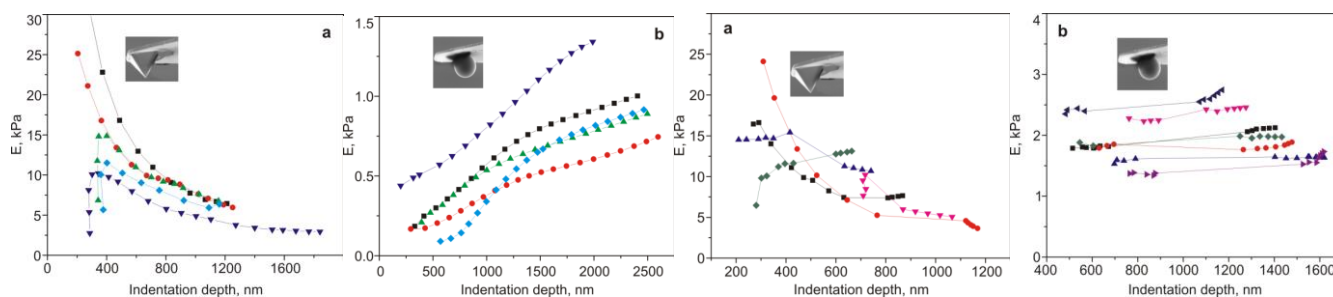 a
E, kPa
30
25
20
15
10
5
0
0 400 800 1200 1600
Indentation depth, nm
b
E, kPa
1.5
1.0
0.5
0.0
0 500 1000 1500 2000 2500
Indentation depth, nm
a
E, kPa
30
25
20
15
10
5
0
200 400 600 800 1000 1200
Indentation depth, nm
b
E, kPa
4
3
2
1
0
400 600 800 1000 1200 1400 1600
Indentation depth, nm